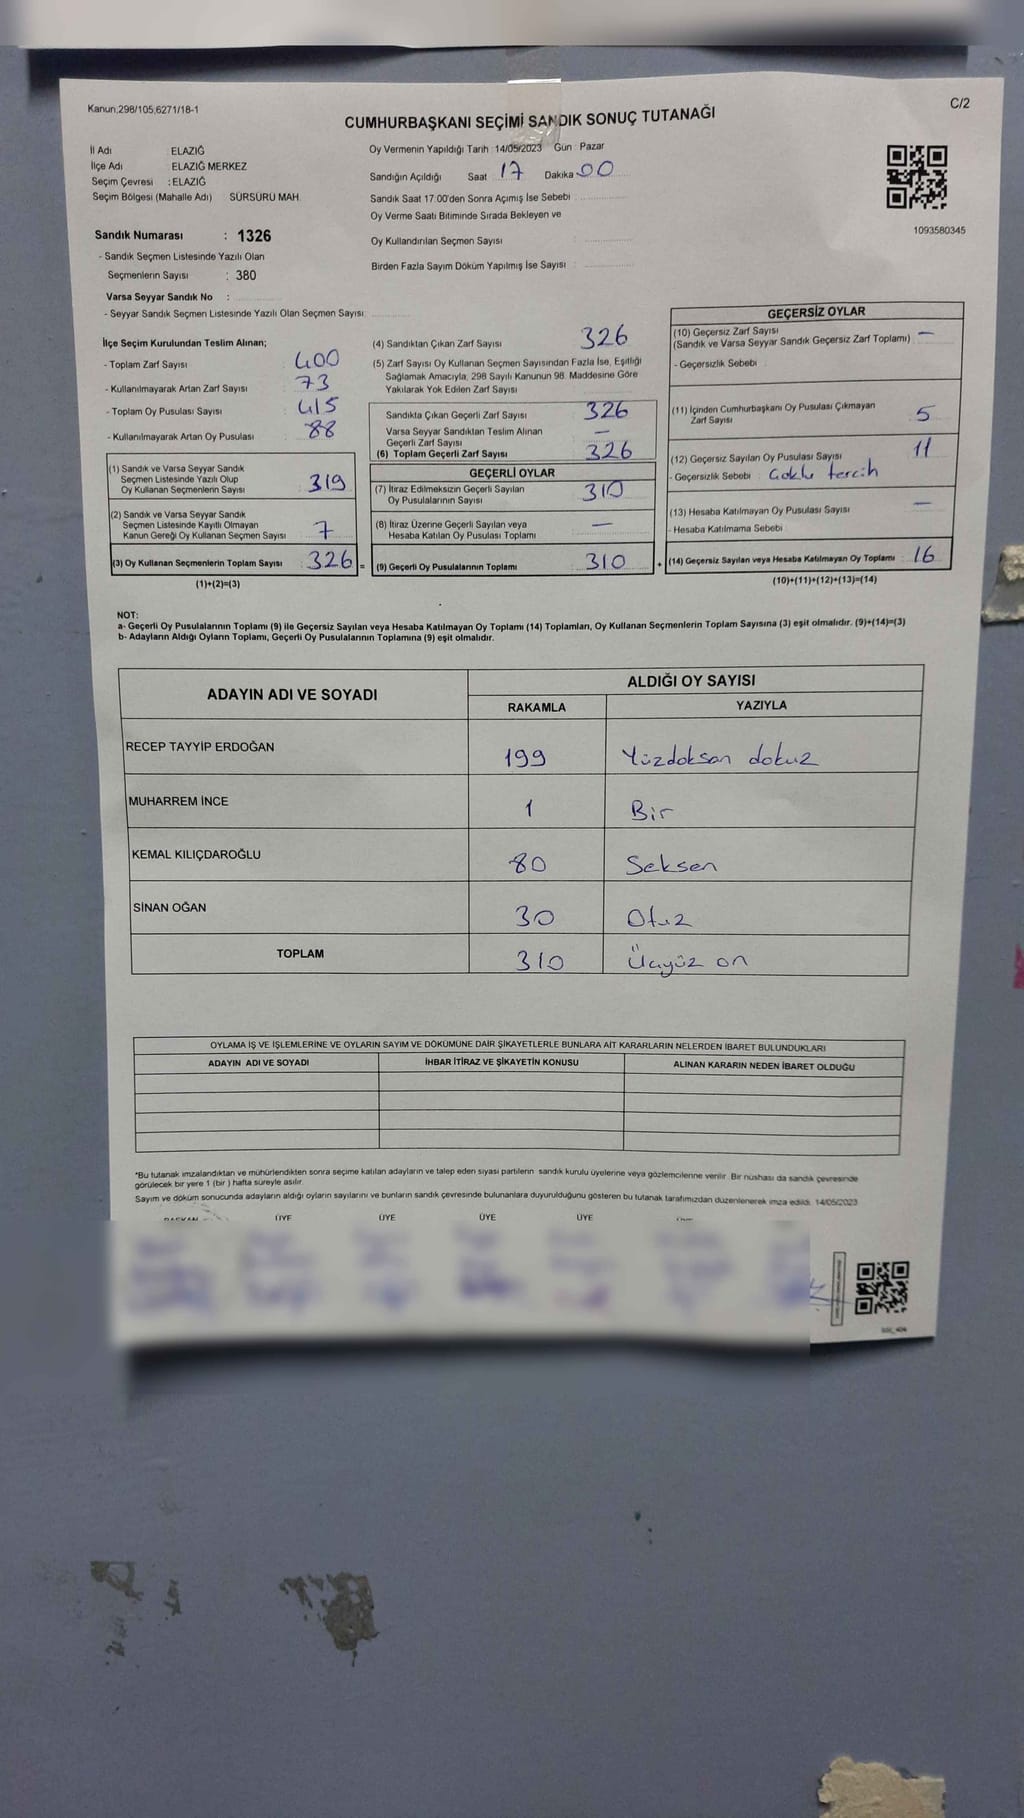 Kanun;298/105,6271/18-1
C/2
CUMHURBAŞKANI SEÇİMİ SANDIK SONUÇ TUTANAĞI
İl Adı : ELAZIĞ
İlçe Adı : ELAZIĞ MERKEZ
Seçim Çevresi : ELAZIĞ
Seçim Bölgesi (Mahalle Adı) SÜRSÜRÜ MAH.
Sandık Numarası : 1326
- Sandık Seçmen Listesinde Yazılı Olan
Seçmenlerin Sayısı : 380
Varsa Seyyar Sandık No :
- Seyyar Sandık Seçmen Listesinde Yazılı Olan Seçmen Sayısı:
Oy Vermenin Yapıldığı Tarih : 14/05/2023 Gün : Pazar
Sandığın Açıldığı Saat : 17 Dakika : 00
Sandık Saat 17:00'den Sonra Açımış İse Sebebi :
Oy Verme Saati Bitiminde Sırada Bekleyen ve
Oy Kullandırılan Seçmen Sayısı :
Birden Fazla Sayım Döküm Yapılmış İse Sayısı :
1093580345
İlçe Seçim Kurulundan Teslim Alınan;
- Toplam Zarf Sayısı : 400
- Kullanılmayarak Artan Zarf Sayısı : 73
- Toplam Oy Pusulası Sayısı : 415
- Kullanılmayarak Artan Oy Pusulası : 88
(1) Sandık ve Varsa Seyyar Sandık
Seçmen Listesinde Yazılı Olup
Oy Kullanan Seçmenlerin Sayısı : 319
(2) Sandık ve Varsa Seyyar Sandık
Seçmen Listesinde Kayıtlı Olmayan
Kanun Gereği Oy Kullanan Seçmen Sayısı : 7
(3) Oy Kullanan Seçmenlerin Toplam Sayısı : 326 =
(1)+(2)=(3)
(4) Sandıktan Çıkan Zarf Sayısı : 326
(5) Zarf Sayısı Oy Kullanan Seçmen Sayısından Fazla İse, Eşitliği
Sağlamak Amacıyla, 298 Sayılı Kanunun 98. Maddesine Göre
Yakılarak Yok Edilen Zarf Sayısı :
Sandıkta Çıkan Geçerli Zarf Sayısı : 326
Varsa Seyyar Sandıktan Teslim Alınan
Geçerli Zarf Sayısı : —
(6) Toplam Geçerli Zarf Sayısı : 326
GEÇERLİ OYLAR
(7) İtiraz Edilmeksizin Geçerli Sayılan
Oy Pusulalarının Sayısı : 310
(8) İtiraz Üzerine Geçerli Sayılan veya
Hesaba Katılan Oy Pusulası Toplamı : —
(9) Geçerli Oy Pusulalarının Toplamı : 310 +
GEÇERSİZ OYLAR
(10) Geçersiz Zarf Sayısı
(Sandık ve Varsa Seyyar Sandık Geçersiz Zarf Toplamı) : —
- Geçersizlik Sebebi :
(11) İçinden Cumhurbaşkanı Oy Pusulası Çıkmayan
Zarf Sayısı : 5
(12) Geçersiz Sayılan Oy Pusulası Sayısı : 11
- Geçersizlik Sebebi : Çoklu tercih
(13) Hesaba Katılmayan Oy Pusulası Sayısı : —
- Hesaba Katılmama Sebebi :
(14) Geçersiz Sayılan veya Hesaba Katılmayan Oy Toplamı : 16
(10)+(11)+(12)+(13)=(14)
NOT:
a- Geçerli Oy Pusulalarının Toplamı (9) ile Geçersiz Sayılan veya Hesaba Katılmayan Oy Toplamı (14) Toplamları, Oy Kullanan Seçmenlerin Toplam Sayısına (3) eşit olmalıdır. (9)+(14)=(3)
b- Adayların Aldığı Oyların Toplamı, Geçerli Oy Pusulalarının Toplamına (9) eşit olmalıdır.
ADAYIN ADI VE SOYADI
ALDIĞI OY SAYISI
RAKAMLA YAZIYLA
RECEP TAYYİP ERDOĞAN 199 Yüzdoksan dokuz
MUHARREM İNCE 1 Bir
KEMAL KILIÇDAROĞLU 80 Seksen
SİNAN OĞAN 30 Otuz
TOPLAM 310 Üçyüz on
OYLAMA İŞ VE İŞLEMLERİNE VE OYLARIN SAYIM VE DÖKÜMÜNE DAİR ŞİKAYETLERLE BUNLARA AİT KARARLARIN NELERDEN İBARET BULUNDUKLARI
ADAYIN ADI VE SOYADI İHBAR İTİRAZ VE ŞİKAYETİN KONUSU ALINAN KARARIN NEDEN İBARET OLDUĞU
*Bu tutanak imzalandıktan ve mühürlendikten sonra seçime katılan adayların ve talep eden siyasi partilerin sandık kurulu üyelerine veya gözlemcilerine verilir. Bir nüshası da sandık çevresinde
görülecek bir yere 1 (bir ) hafta süreyle asılır.
Sayım ve döküm sonucunda adayların aldığı oyların sayılarını ve bunların sandık çevresinde bulunanlara duyurulduğunu gösteren bu tutanak tarafımızdan düzenlenerek imza edildi. 14/05/2023
BAŞKAN ÜYE ÜYE ÜYE ÜYE